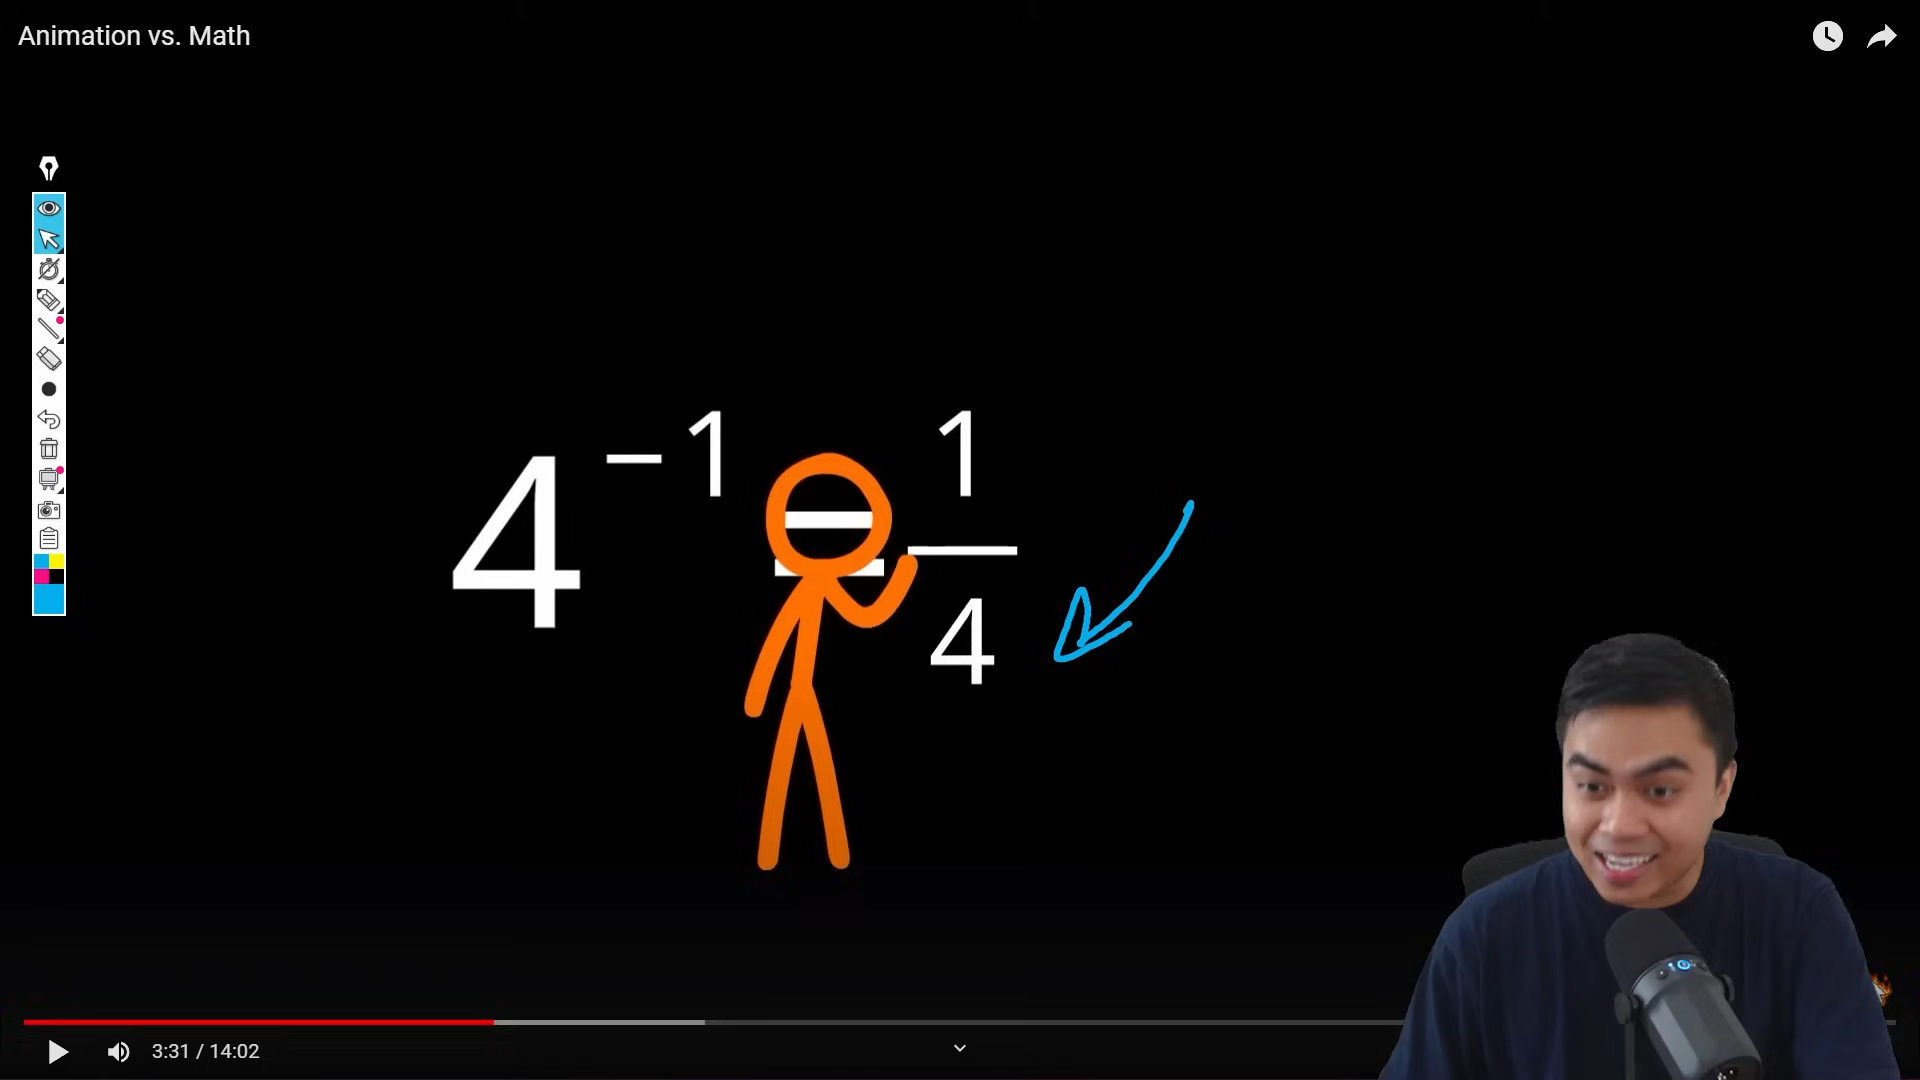 Animation vs. Math
4⁻¹ = 1/4
3:31 / 14:02